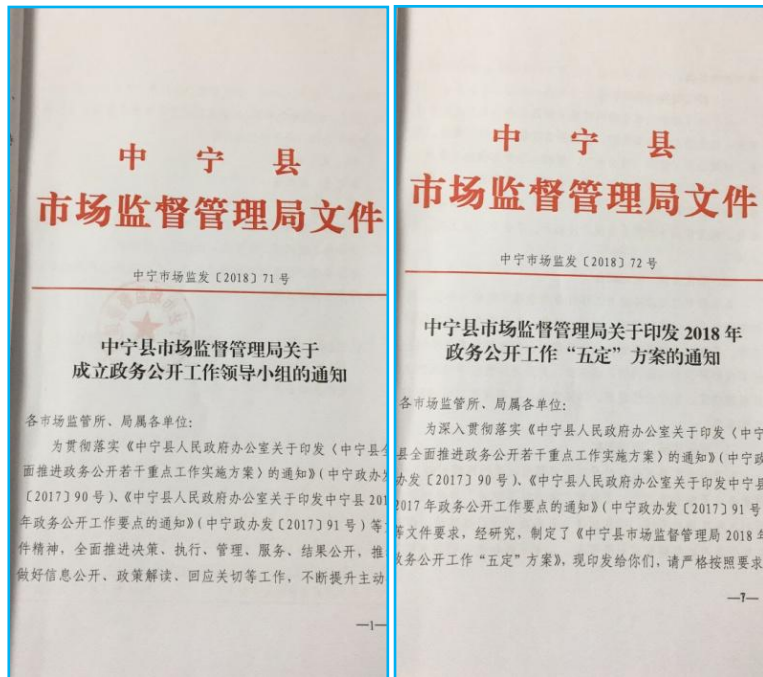 中宁县
市场监督管理局文件
中宁市场监发〔2018〕71号
中宁县市场监督管理局关于
成立政务公开工作领导小组的通知
各市场监管所、局属各单位：
为贯彻落实《中宁县人民政府办公室关于印发〈中宁县全
面推进政务公开若干重点工作实施方案〉的通知》(中宁政办发
〔2017〕90号)、《中宁县人民政府办公室关于印发中宁县201
年政务公开工作要点的通知》(中宁政办发〔2017〕91号)等
件精神，全面推进决策、执行、管理、服务、结果公开，推
做好信息公开、政策解读、回应关切等工作，不断提升主动
—1—
中宁县
市场监督管理局文件
中宁市场监发〔2018〕72号
中宁县市场监督管理局关于印发2018年
政务公开工作“五定”方案的通知
各市场监管所、局属各单位：
为深入贯彻落实《中宁县人民政府办公室关于印发〈中宁
县全面推进政务公开若干重点工作实施方案〉的通知》(中宁政
办发〔2017〕90号)、《中宁县人民政府办公室关于印发中宁县
2017年政务公开工作要点的通知》(中宁政办发〔2017〕91号)
等文件要求，经研究，制定了《中宁县市场监督管理局2018年
政务公开工作“五定”方案》，现印发给你们，请严格按照要求
—7—